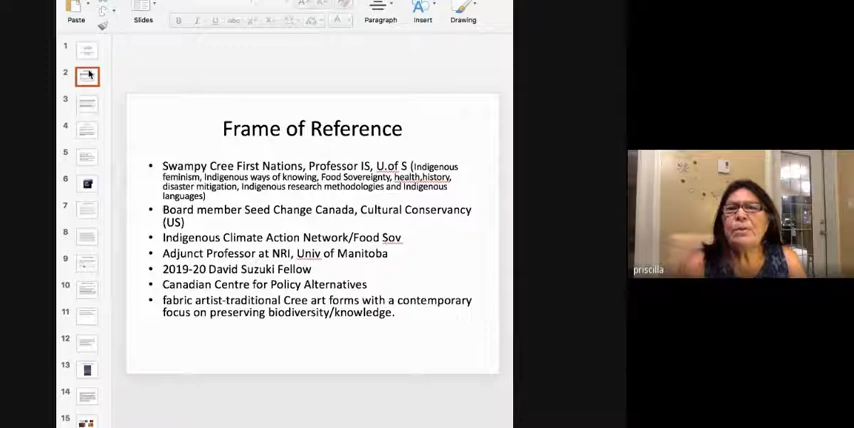 Paste
Slides
B I U
Paragraph
Insert
Drawing
1
2
3
4
5
6
7
8
9
10
11
12
13
14
15
Frame of Reference
• Swampy Cree First Nations, Professor IS, U.of S (Indigenous
feminism, Indigenous ways of knowing, Food Sovereignty, health,history,
disaster mitigation, Indigenous research methodologies and Indigenous
languages)
• Board member Seed Change Canada, Cultural Conservancy
(US)
• Indigenous Climate Action Network/Food Sov
• Adjunct Professor at NRI, Univ of Manitoba
• 2019-20 David Suzuki Fellow
• Canadian Centre for Policy Alternatives
• fabric artist-traditional Cree art forms with a contemporary
focus on preserving biodiversity/knowledge.
priscilla